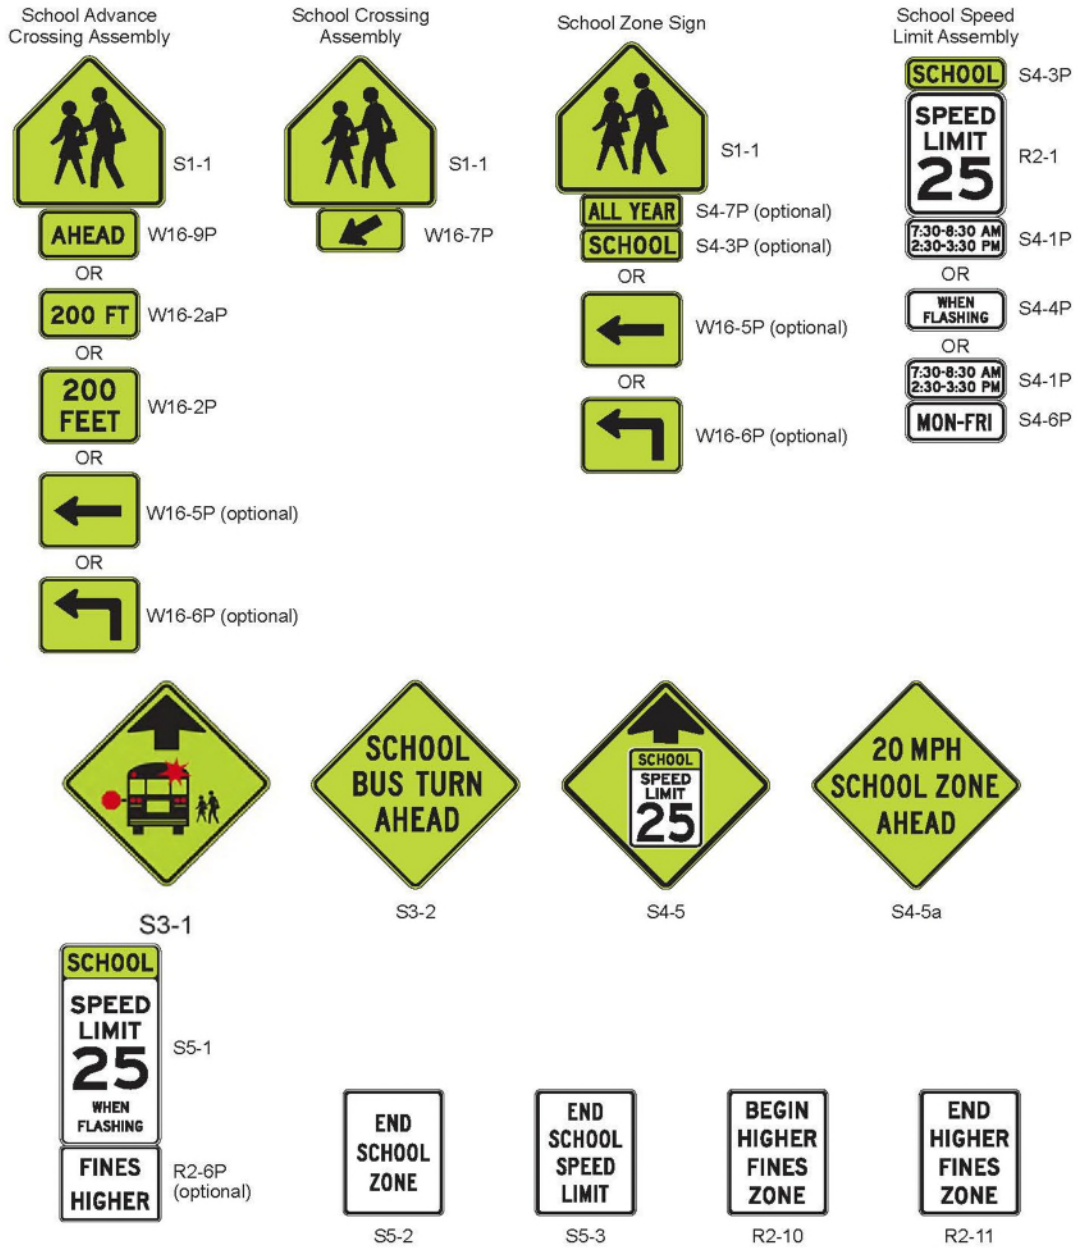 School Advance
Crossing Assembly
S1-1
AHEAD
W16-9P
OR
200 FT
W16-2aP
OR
200
FEET
W16-2P
OR
W16-5P (optional)
OR
W16-6P (optional)
School Crossing
Assembly
S1-1
W16-7P
School Zone Sign
S1-1
ALL YEAR
S4-7P (optional)
SCHOOL
S4-3P (optional)
OR
W16-5P (optional)
OR
W16-6P (optional)
School Speed
Limit Assembly
SCHOOL
S4-3P
SPEED
LIMIT
25
R2-1
7:30-8:30 AM
2:30-3:30 PM
S4-1P
OR
WHEN
FLASHING
S4-4P
OR
7:30-8:30 AM
2:30-3:30 PM
S4-1P
MON-FRI
S4-6P
S3-1
SCHOOL
BUS TURN
AHEAD
S3-2
SCHOOL
SPEED
LIMIT
25
S4-5
20 MPH
SCHOOL ZONE
AHEAD
S4-5a
SCHOOL
SPEED
LIMIT
25
WHEN
FLASHING
S5-1
FINES
HIGHER
R2-6P
(optional)
END
SCHOOL
ZONE
S5-2
END
SCHOOL
SPEED
LIMIT
S5-3
BEGIN
HIGHER
FINES
ZONE
R2-10
END
HIGHER
FINES
ZONE
R2-11